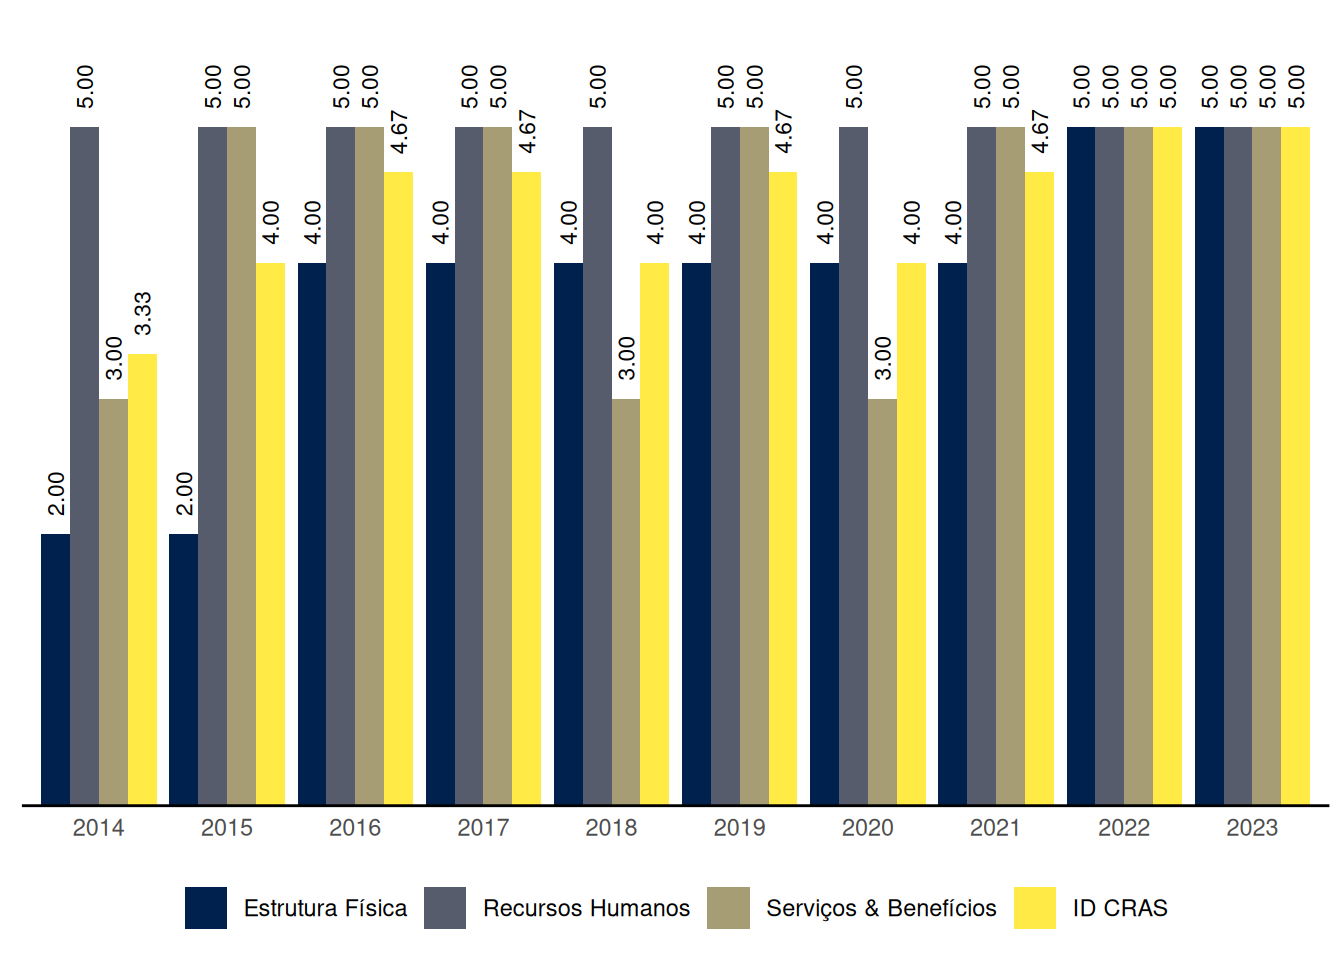 5.00 5.00 5.00 5.00 5.00 5.00 5.00 5.00 5.00 5.00 5.00 5.00 5.00 5.00 5.00 5.00 5.00 5.00 5.00 5.00 5.00
4.67 4.67 4.67 4.67
4.00 4.00 4.00 4.00 4.00 4.00 4.00 4.00 4.00
3.33
3.00 3.00 3.00
2.00 2.00
2014 2015 2016 2017 2018 2019 2020 2021 2022 2023
Estrutura Física Recursos Humanos Serviços & Benefícios ID CRAS